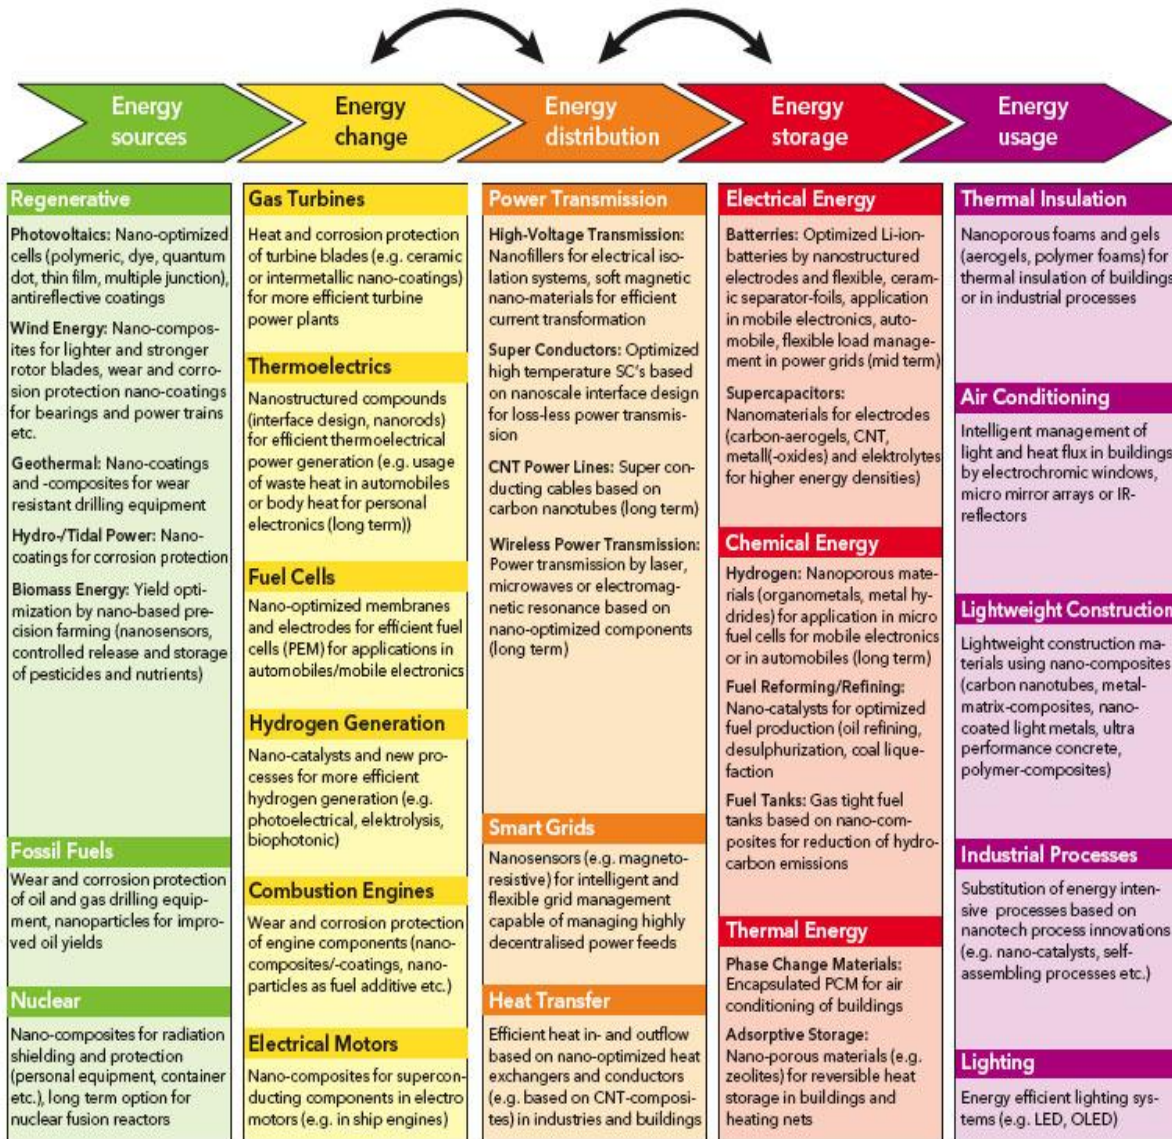 Energy
sources
Energy
change
Energy
distribution
Energy
storage
Energy
usage
Regenerative
Photovoltaics: Nano-optimized
cells (polymeric, dye, quantum
dot, thin film, multiple junction),
antireflective coatings
Wind Energy: Nano-compos-
ites for lighter and stronger
rotor blades, wear and corro-
sion protection nano-coatings
for bearings and power trains
etc.
Geothermal: Nano-coatings
and -composites for wear
resistant drilling equipment
Hydro-/Tidal Power: Nano-
coatings for corrosion protection
Biomass Energy: Yield opti-
mization by nano-based pre-
cision farming (nanosensors,
controlled release and storage
of pesticides and nutrients)
Fossil Fuels
Wear and corrosion protection
of oil and gas drilling equip-
ment, nanoparticles for impro-
ved oil yields
Nuclear
Nano-composites for radiation
shielding and protection
(personal equipment, container
etc.), long term option for
nuclear fusion reactors
Gas Turbines
Heat and corrosion protection
of turbine blades (e.g. ceramic
or intermetallic nano-coatings)
for more efficient turbine
power plants
Thermoelectrics
Nanostructured compounds
(interface design, nanorods)
for efficient thermoelectrical
power generation (e.g. usage
of waste heat in automobiles
or body heat for personal
electronics (long term))
Fuel Cells
Nano-optimized membranes
and electrodes for efficient fuel
cells (PEM) for applications in
automobiles/mobile electronics
Hydrogen Generation
Nano-catalysts and new pro-
cesses for more efficient
hydrogen generation (e.g.
photoelectrical, elektrolysis,
biophotonic)
Combustion Engines
Wear and corrosion protection
of engine components (nano-
composites/-coatings, nano-
particles as fuel additive etc.)
Electrical Motors
Nano-composites for supercon-
ducting components in electro
motors (e.g. in ship engines)
Power Transmission
High-Voltage Transmission:
Nanofillers for electrical iso-
lation systems, soft magnetic
nano-materials for efficient
current transformation
Super Conductors: Optimized
high temperature SC's based
on nanoscale interface design
for loss-less power transmis-
sion
CNT Power Lines: Super con-
ducting cables based on
carbon nanotubes (long term)
Wireless Power Transmission:
Power transmission by laser,
microwaves or electromag-
netic resonance based on
nano-optimized components
(long term)
Smart Grids
Nanosensors (e.g. magneto-
resistive) for intelligent and
flexible grid management
capable of managing highly
decentralised power feeds
Heat Transfer
Efficient heat in- and outflow
based on nano-optimized heat
exchangers and conductors
(e.g. based on CNT-composi-
tes) in industries and buildings
Electrical Energy
Batterries: Optimized Li-ion-
batteries by nanostructured
electrodes and flexible, ceram-
ic separator-foils, application
in mobile electronics, auto-
mobile, flexible load manage-
ment in power grids (mid term)
Supercapacitors:
Nanomaterials for electrodes
(carbon-aerogels, CNT,
metall(-oxides) and elektrolytes
for higher energy densities)
Chemical Energy
Hydrogen: Nanoporous mate-
rials (organometals, metal hy-
drides) for application in micro
fuel cells for mobile electronics
or in automobiles (long term)
Fuel Reforming/Refining:
Nano-catalysts for optimized
fuel production (oil refining,
desulphurization, coal lique-
faction
Fuel Tanks: Gas tight fuel
tanks based on nano-com-
posites for reduction of hydro-
carbon emissions
Thermal Energy
Phase Change Materials:
Encapsulated PCM for air
conditioning of buildings
Adsorptive Storage:
Nano-porous materials (e.g.
zeolites) for reversible heat
storage in buildings and
heating nets
Thermal Insulation
Nanoporous foams and gels
(aerogels, polymer foams) for
thermal insulation of buildings
or in industrial processes
Air Conditioning
Intelligent management of
light and heat flux in buildings
by electrochromic windows,
micro mirror arrays or IR-
reflectors
Lightweight Construction
Lightweight construction ma-
terials using nano-composites
(carbon nanotubes, metal-
matrix-composites, nano-
coated light metals, ultra
performance concrete,
polymer-composites)
Industrial Processes
Substitution of energy inten-
sive processes based on
nanotech process innovations
(e.g. nano-catalysts, self-
assembling processes etc.)
Lighting
Energy efficient lighting sys-
tems (e.g. LED, OLED)